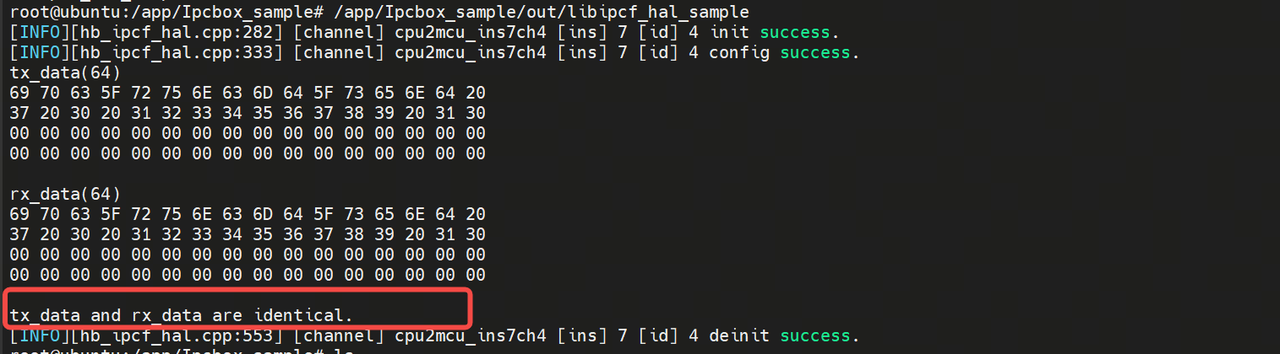 root@ubuntu:/app/Ipcbox_sample# /app/Ipcbox_sample/out/libipcf_hal_sample
[INFO][hb_ipcf_hal.cpp:282] [channel] cpu2mcu_ins7ch4 [ins] 7 [id] 4 init success.
[INFO][hb_ipcf_hal.cpp:333] [channel] cpu2mcu_ins7ch4 [ins] 7 [id] 4 config success.
tx_data(64)
69 70 63 5F 72 75 6E 63 6D 64 5F 73 65 6E 64 20
37 20 30 20 31 32 33 34 35 36 37 38 39 20 31 30
00 00 00 00 00 00 00 00 00 00 00 00 00 00 00 00
00 00 00 00 00 00 00 00 00 00 00 00 00 00 00 00
rx_data(64)
69 70 63 5F 72 75 6E 63 6D 64 5F 73 65 6E 64 20
37 20 30 20 31 32 33 34 35 36 37 38 39 20 31 30
00 00 00 00 00 00 00 00 00 00 00 00 00 00 00 00
00 00 00 00 00 00 00 00 00 00 00 00 00 00 00 00
tx_data and rx_data are identical.
[INFO][hb_ipcf_hal.cpp:553] [channel] cpu2mcu_ins7ch4 [ins] 7 [id] 4 deinit success.
root@ubuntu:/app/Ipcbox_sample# ls